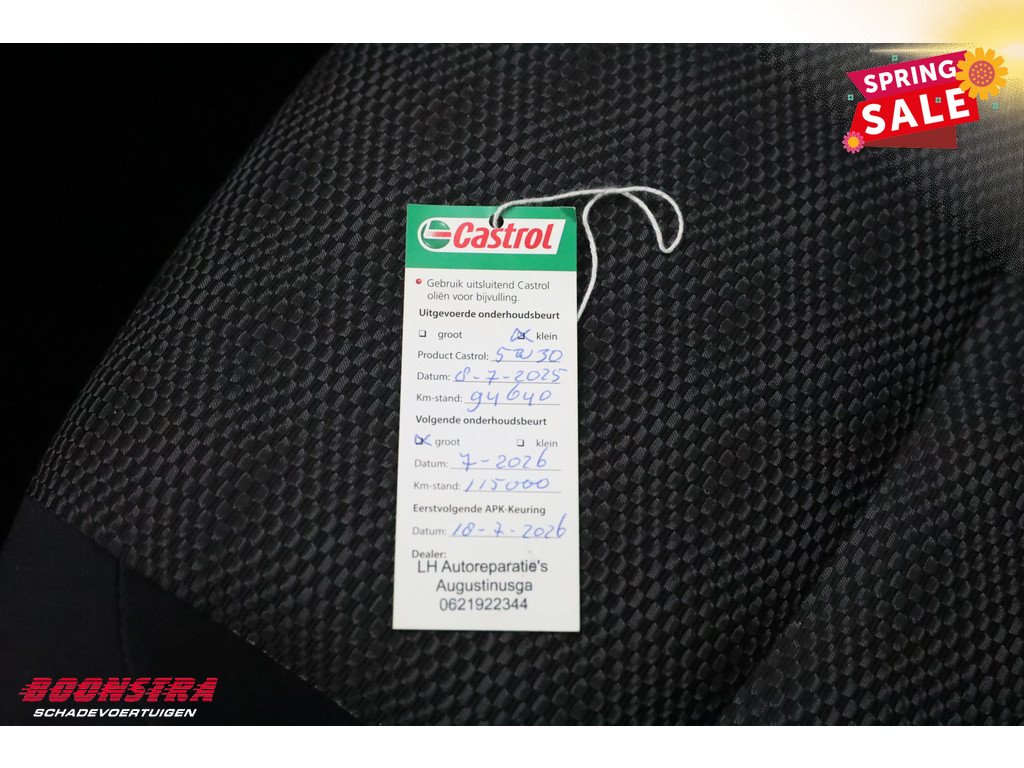 SPRING
SALE
Castrol
Gebruik uitsluitend Castrol
oliën voor bijvulling.
Uitgevoerde onderhoudsbeurt
groot klein
Product Castrol: 5W30
Datum: 8-7-2025
Km-stand: 94640
Volgende onderhoudsbeurt
groot klein
Datum: 7-2026
Km-stand: 115000
Eerstvolgende APK-Keuring
Datum: 18-7-2026
Dealer:
LH Autoreparatie's
Augustinusga
0621922344
BOONSTRA
SCHADEVOERTUIGEN